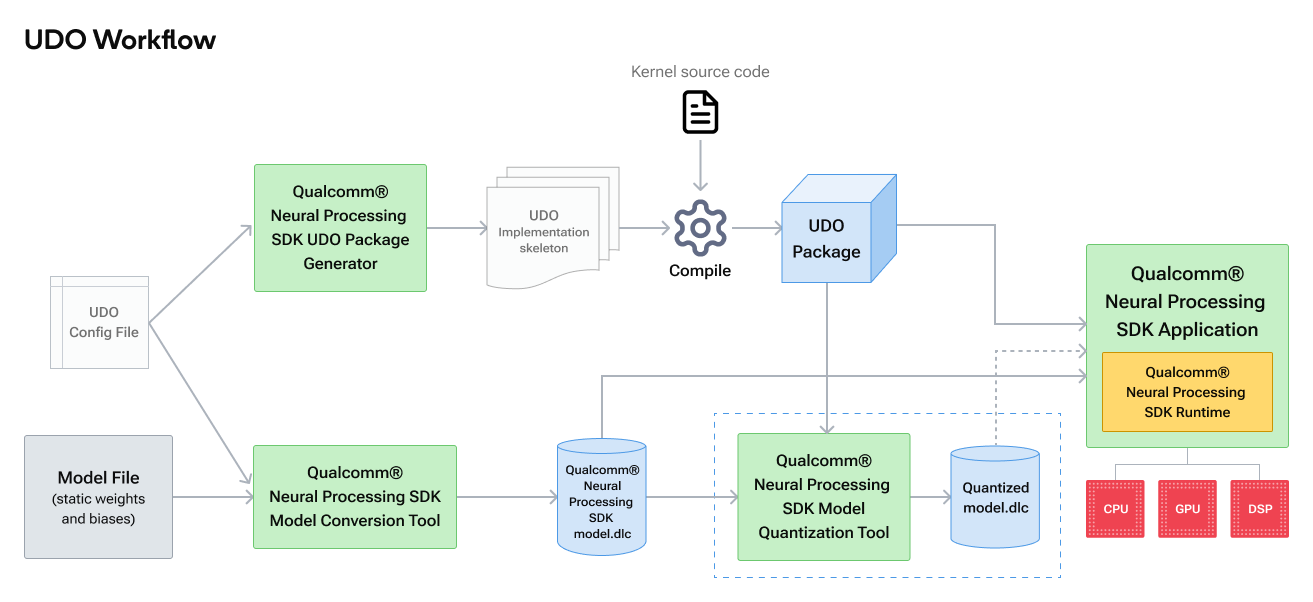 UDO Workflow
Kernel source code
Qualcomm®
Neural Processing
SDK UDO Package
Generator
UDO
Implementation
skeleton
Compile
UDO
Package
UDO
Config File
Qualcomm®
Neural Processing
SDK Application
Qualcomm®
Neural Processing
SDK Runtime
Model File
(static weights
and biases)
Qualcomm®
Neural Processing SDK
Model Conversion Tool
Qualcomm®
Neural
Processing
SDK
model.dlc
Qualcomm®
Neural Processing
SDK Model
Quantization Tool
Quantized
model.dlc
CPU
GPU
DSP